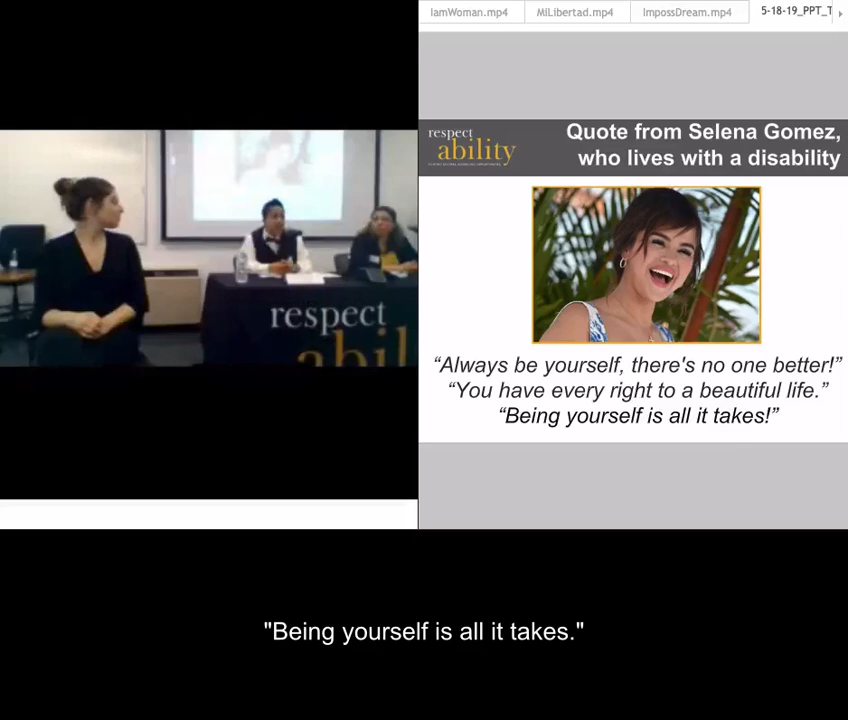 IamWoman.mp4
MiLibertad.mp4
ImpossDream.mp4
5-18-19_PPT_T
respect
ability
Quote from Selena Gomez,
who lives with a disability
“Always be yourself, there's no one better!”
“You have every right to a beautiful life.”
“Being yourself is all it takes!”
respect
abil
"Being yourself is all it takes."